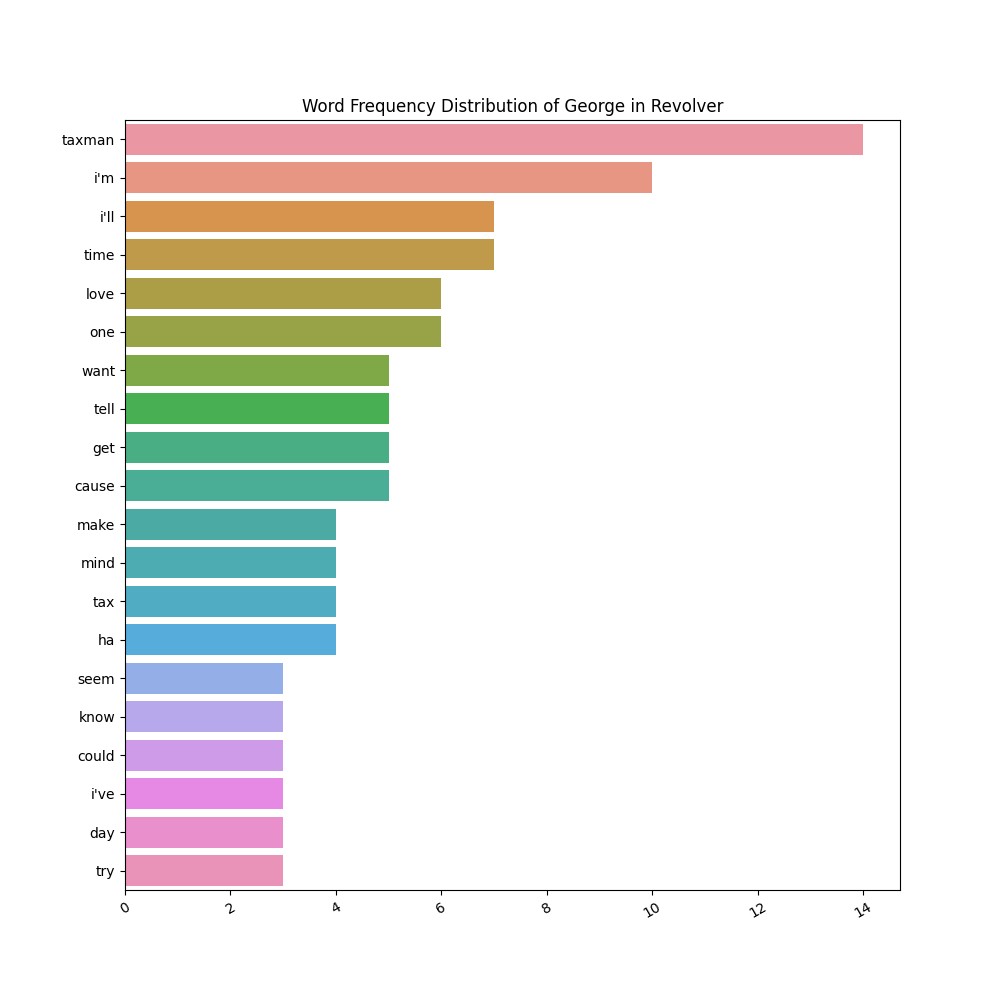 Word Frequency Distribution of George in Revolver
taxman
i'm
i'll
time
love
one
want
tell
get
cause
make
mind
tax
ha
seem
know
could
i've
day
try
0 2 4 6 8 10 12 14